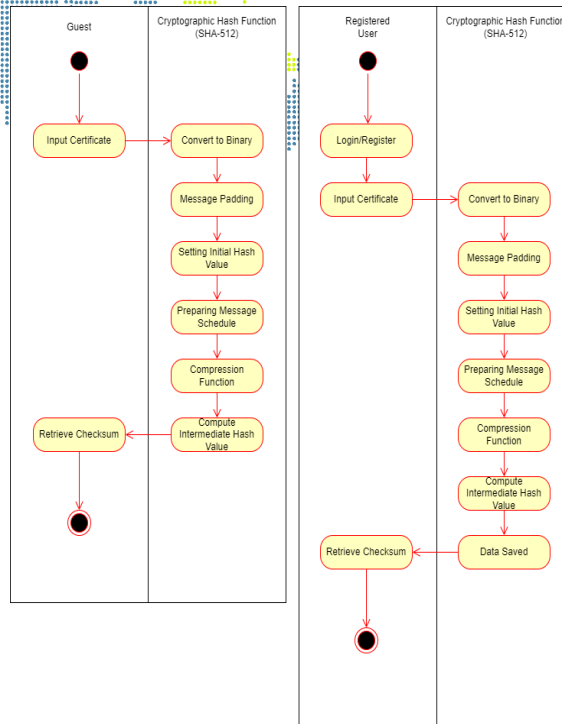 Guest
Cryptographic Hash Function
(SHA-512)
Input Certificate
Convert to Binary
Message Padding
Setting Initial Hash
Value
Preparing Message
Schedule
Compression
Function
Compute
Intermediate Hash
Value
Retrieve Checksum
Registered
User
Cryptographic Hash Function
(SHA-512)
Login/Register
Input Certificate
Convert to Binary
Message Padding
Setting Initial Hash
Value
Preparing Message
Schedule
Compression
Function
Compute
Intermediate Hash
Value
Data Saved
Retrieve Checksum